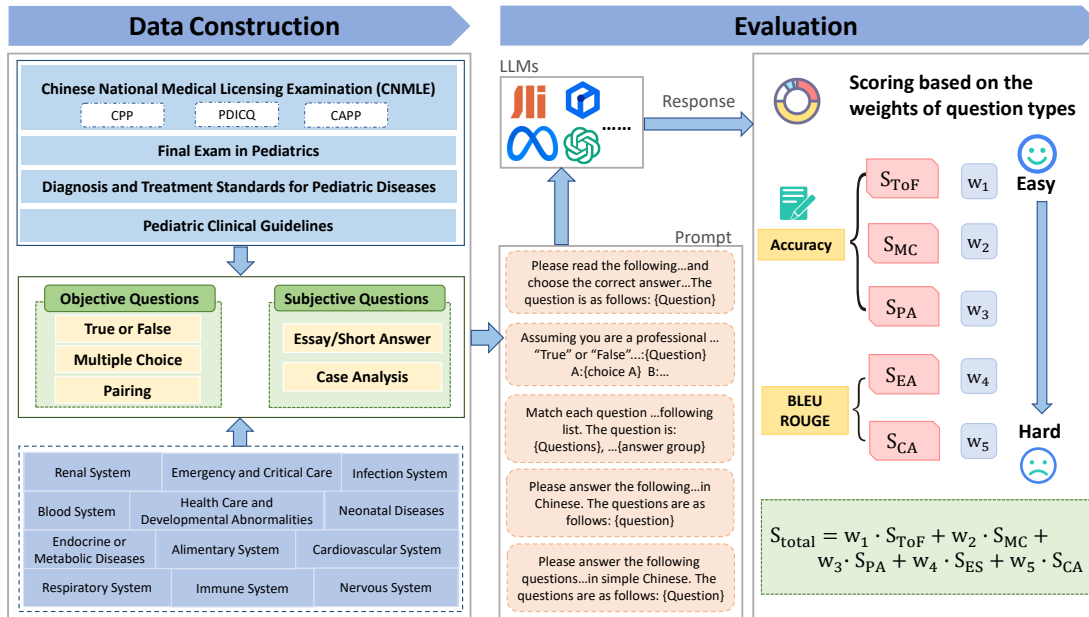 Data Construction
Evaluation
Chinese National Medical Licensing Examination (CNMLE)
CPP
PDICQ
CAPP
Final Exam in Pediatrics
Diagnosis and Treatment Standards for Pediatric Diseases
Pediatric Clinical Guidelines
Objective Questions
True or False
Multiple Choice
Pairing
Subjective Questions
Essay/Short Answer
Case Analysis
Renal System
Emergency and Critical Care
Infection System
Blood System
Health Care and
Developmental Abnormalities
Neonatal Diseases
Endocrine or
Metabolic Diseases
Alimentary System
Cardiovascular System
Respiratory System
Immune System
Nervous System
LLMs
......
Response
Prompt
Please read the following...and
choose the correct answer...The
question is as follows: {Question}
Assuming you are a professional ...
“True” or “False”...:{Question}
A:{choice A} B:...
Match each question ...following
list. The question is:
{Questions}, ...{answer group}
Please answer the following...in
Chinese. The questions are as
follows: {question}
Please answer the following
questions...in simple Chinese. The
questions are as follows: {Question}
Scoring based on the
weights of question types
Accuracy
S_ToF
w_1
Easy
S_MC
w_2
S_PA
w_3
BLEU
ROUGE
S_EA
w_4
S_CA
w_5
Hard
S_total = w_1 · S_ToF + w_2 · S_MC +
w_3 · S_PA + w_4 · S_ES + w_5 · S_CA